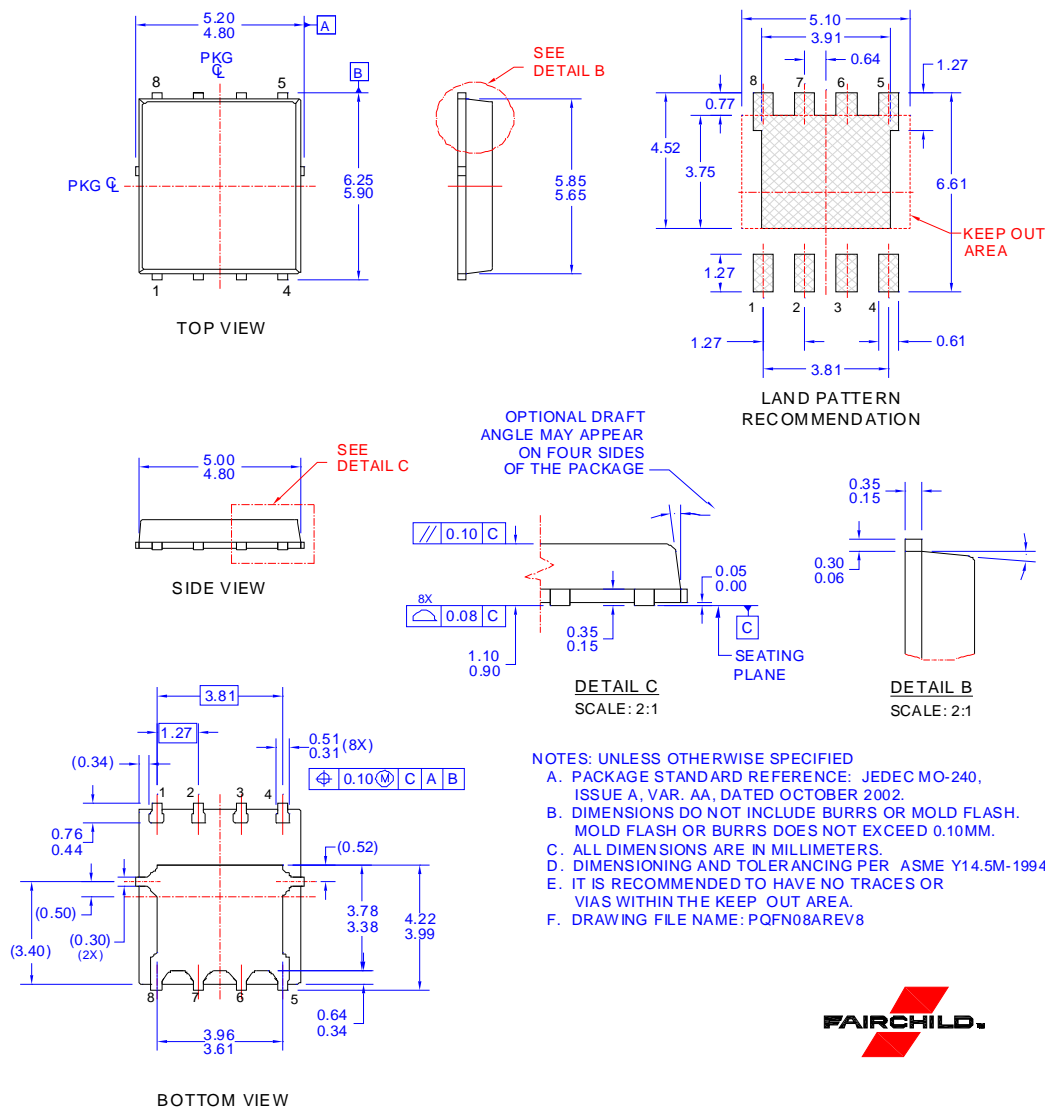 5.20
4.80
A
PKG
CL
B
8
5
PKG CL
6.25
5.90
1
4
TOP VIEW
SEE
DETAIL B
5.85
5.65
5.10
3.91
0.64
1.27
8
7
6
5
0.77
4.52
3.75
6.61
KEEP OUT
AREA
1.27
1
2
3
4
1.27
0.61
3.81
LAND PATTERN
RECOMMENDATION
5.00
4.80
SEE
DETAIL C
SIDE VIEW
OPTIONAL DRAFT
ANGLE MAY APPEAR
ON FOUR SIDES
OF THE PACKAGE
// 0.10 C
8X
0.08 C
1.10
0.90
0.35
0.15
0.05
0.00
C
SEATING
PLANE
DETAIL C
SCALE: 2:1
0.35
0.15
0.30
0.06
DETAIL B
SCALE: 2:1
3.81
1.27
(0.34)
0.51
0.31 (8X)
⌖ 0.10 Ⓜ C A B
1
2
3
4
0.76
0.44
(0.52)
(0.50)
(0.30)
(2X)
(3.40)
3.78
3.38
4.22
3.99
8
7
6
5
0.64
0.34
3.96
3.61
BOTTOM VIEW
NOTES: UNLESS OTHERWISE SPECIFIED
A. PACKAGE STANDARD REFERENCE: JEDEC MO-240,
ISSUE A, VAR. AA, DATED OCTOBER 2002.
B. DIMENSIONS DO NOT INCLUDE BURRS OR MOLD FLASH.
MOLD FLASH OR BURRS DOES NOT EXCEED 0.10MM.
C. ALL DIMENSIONS ARE IN MILLIMETERS.
D. DIMENSIONING AND TOLERANCING PER ASME Y14.5M-1994
E. IT IS RECOMMENDED TO HAVE NO TRACES OR
VIAS WITHIN THE KEEP OUT AREA.
F. DRAWING FILE NAME: PQFN08AREV8
FAIRCHILD™